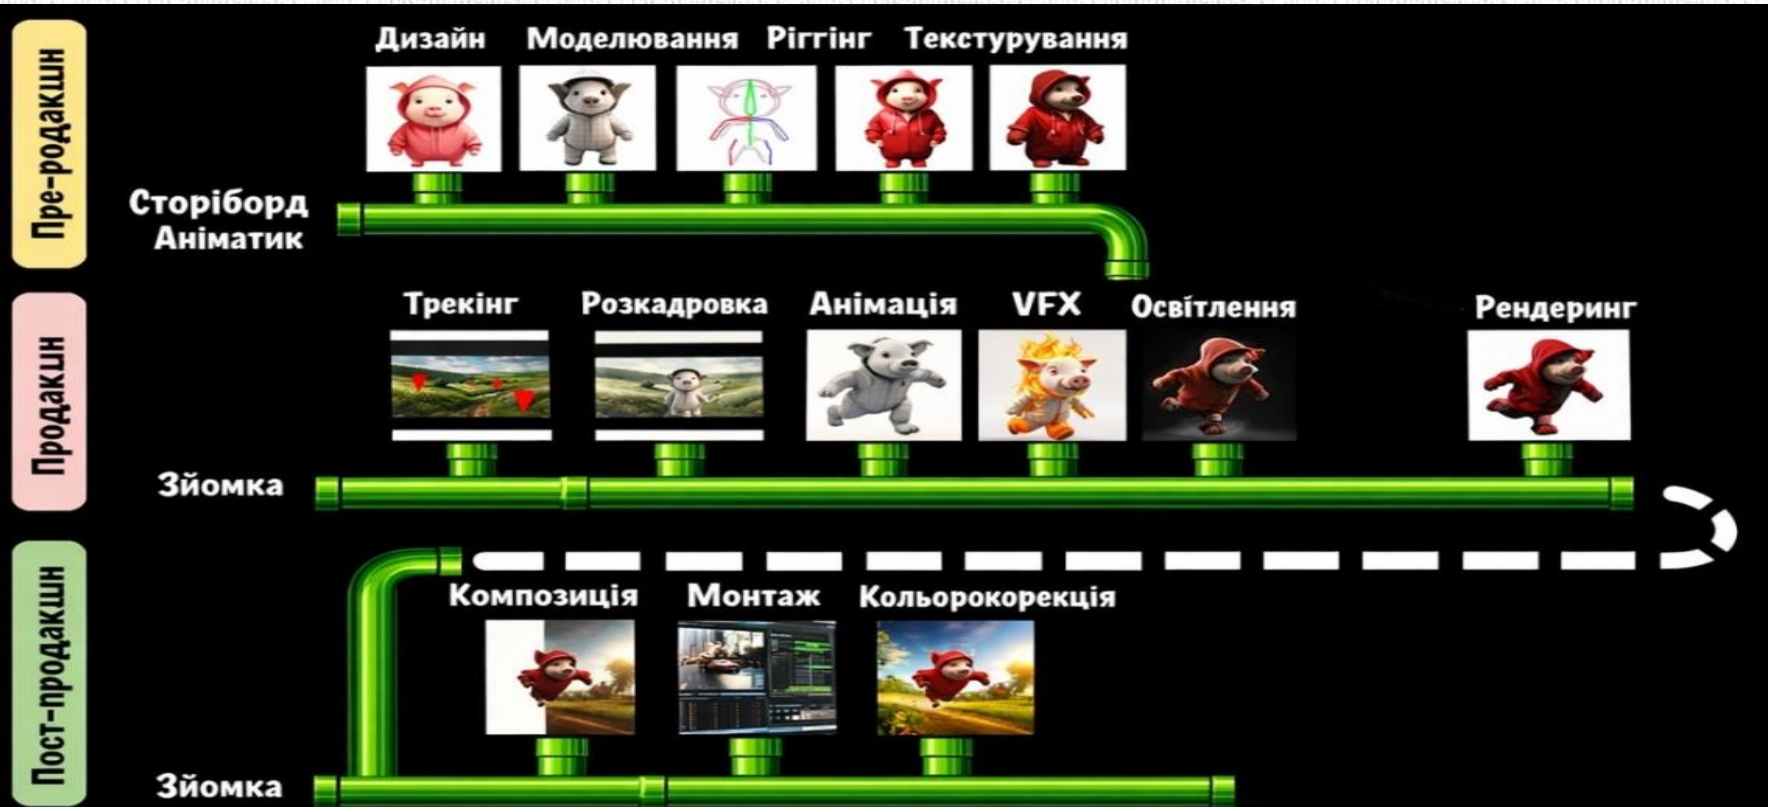 Пре-родакшн
Дизайн Моделювання Ріггінг Текстурування
Сторіборд
Аніматик
Продакшн
Трекінг Розкадровка Анімація VFX Освітлення Рендеринг
Зйомка
Пост-продакшн
Композиція Монтаж Кольорокорекція
Зйомка